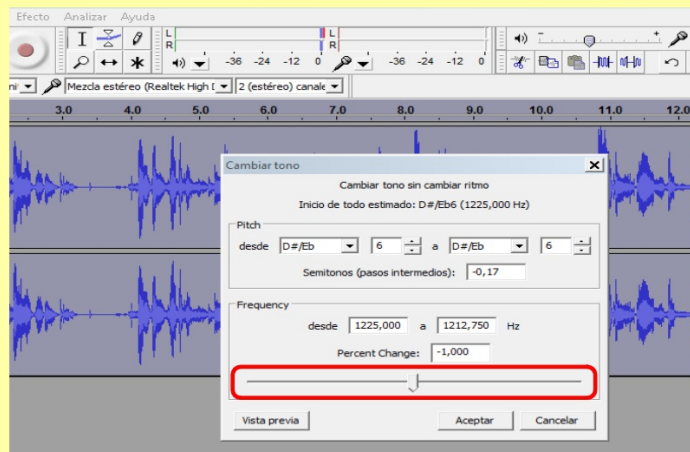 Efecto Analizar Ayuda
L
R
-36 -24 -12 0
L
R
-36 -24 -12 0
- +
Mezcla estéreo (Realtek High D 2 (estéreo) canale
3.0 4.0 5.0 6.0 7.0 8.0 9.0 10.0 11.0 12.0
Cambiar tono
Cambiar tono sin cambiar ritmo
Inicio de todo estimado: D#/Eb6 (1225,000 Hz)
Pitch
desde D#/Eb 6 a D#/Eb 6
Semitonos (pasos intermedios): -0,17
Frequency
desde 1225,000 a 1212,750 Hz
Percent Change: -1,000
Vista previa Aceptar Cancelar